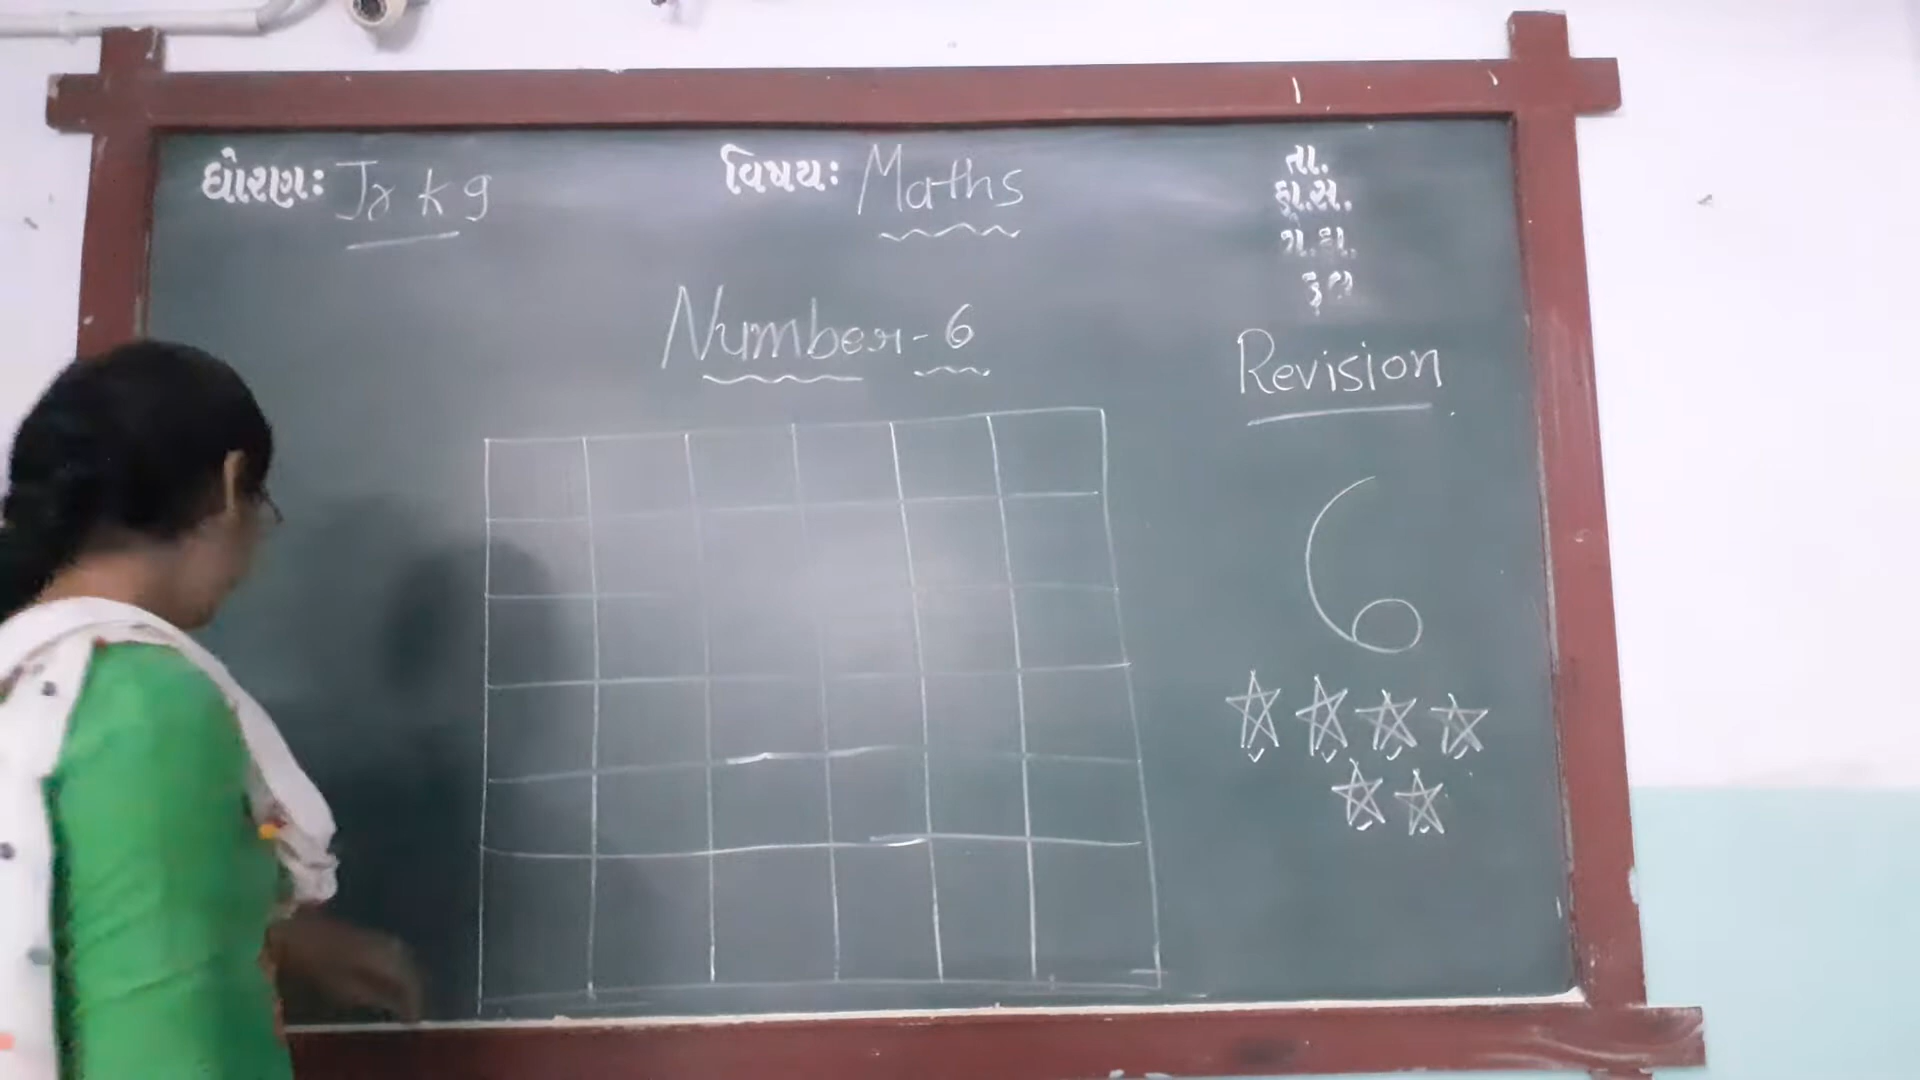 ધોરણ: Jr kg
વિષય: Maths
તા.
ક્રા.સ.
ગે.હા.
કુલ
Number-6
Revision
6